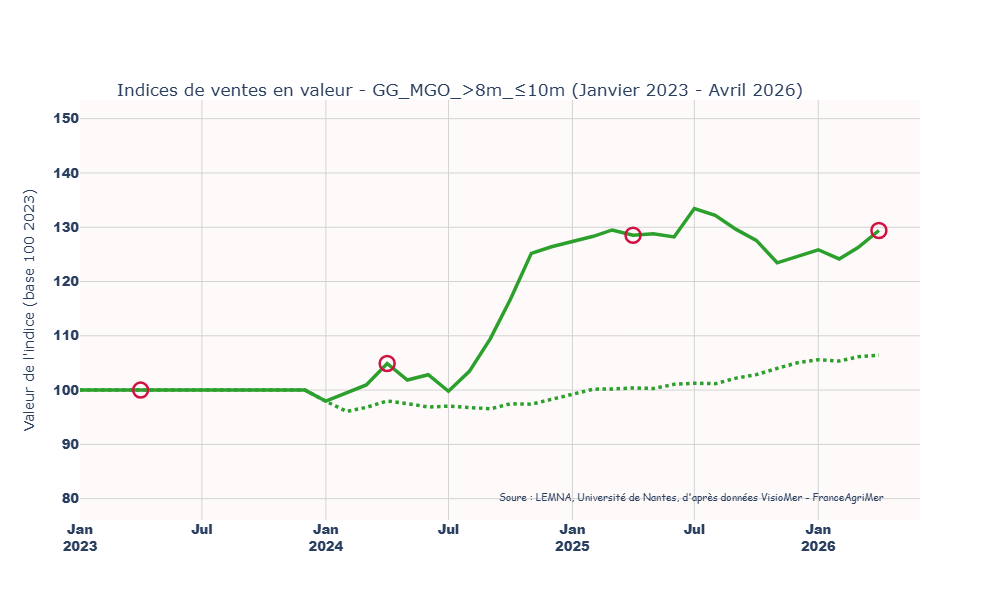 Indices de ventes en valeur - GG_MGO_>8m_≤10m (Janvier 2023 - Avril 2026)
Valeur de l'indice (base 100 2023)
150
140
130
120
110
100
90
80
Soure : LEMNA, Université de Nantes, d'après données VisioMer - FranceAgriMer
Jan Jul Jan Jul Jan Jul Jan
2023 2024 2025 2026